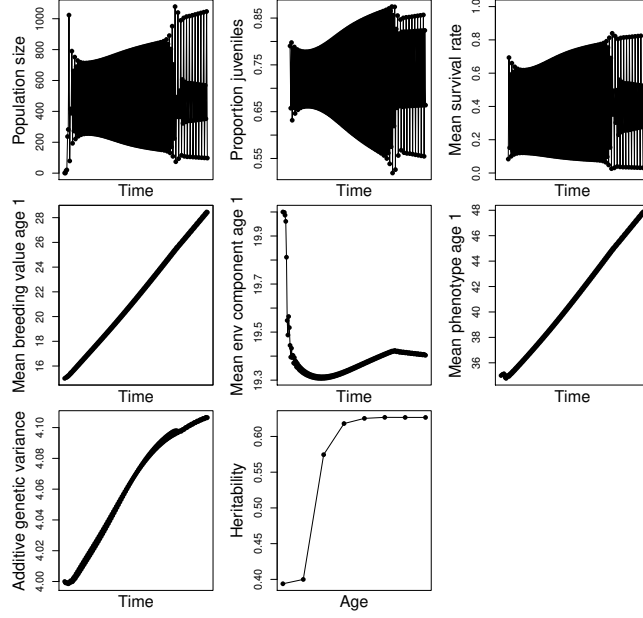 Population size
0 200 400 600 800 1000
Time
Proportion juveniles
0.55 0.65 0.75 0.85
Time
Mean survival rate
0.0 0.2 0.4 0.6 0.8 1.0
Time
Mean breeding value age 1
16 18 20 22 24 26 28
Time
Mean env component age 1
19.3 19.5 19.7 19.9
Time
Mean phenotype age 1
36 38 40 42 44 46 48
Time
Additive genetic variance
4.00 4.02 4.04 4.06 4.08 4.10
Time
Heritability
0.40 0.45 0.50 0.55 0.60
Age